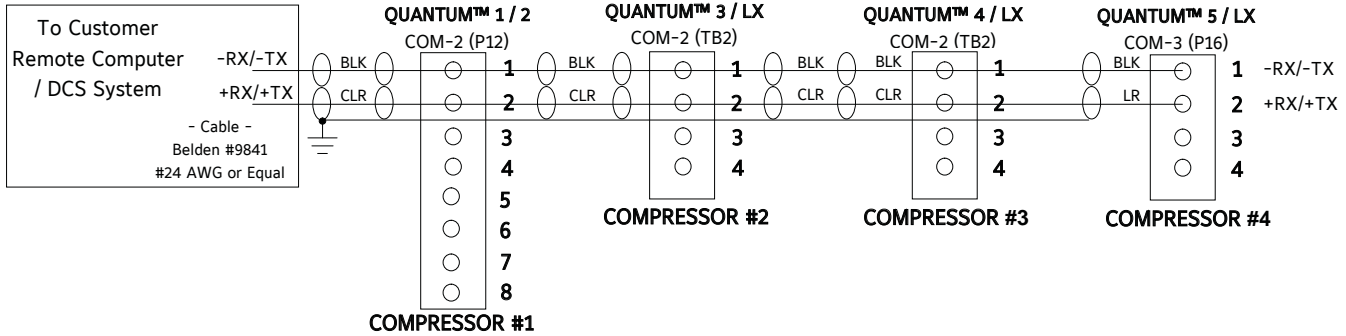 To Customer
Remote Computer
/ DCS System
-RX/-TX
+RX/+TX
- Cable -
Belden #9841
#24 AWG or Equal
BLK
CLR
QUANTUM™ 1 / 2
COM-2 (P12)
1
2
3
4
5
6
7
8
COMPRESSOR #1
BLK
CLR
QUANTUM™ 3 / LX
COM-2 (TB2)
1
2
3
4
COMPRESSOR #2
BLK
CLR
BLK
CLR
QUANTUM™ 4 / LX
COM-2 (TB2)
1
2
3
4
COMPRESSOR #3
BLK
LR
QUANTUM™ 5 / LX
COM-3 (P16)
1 -RX/-TX
2 +RX/+TX
3
4
COMPRESSOR #4